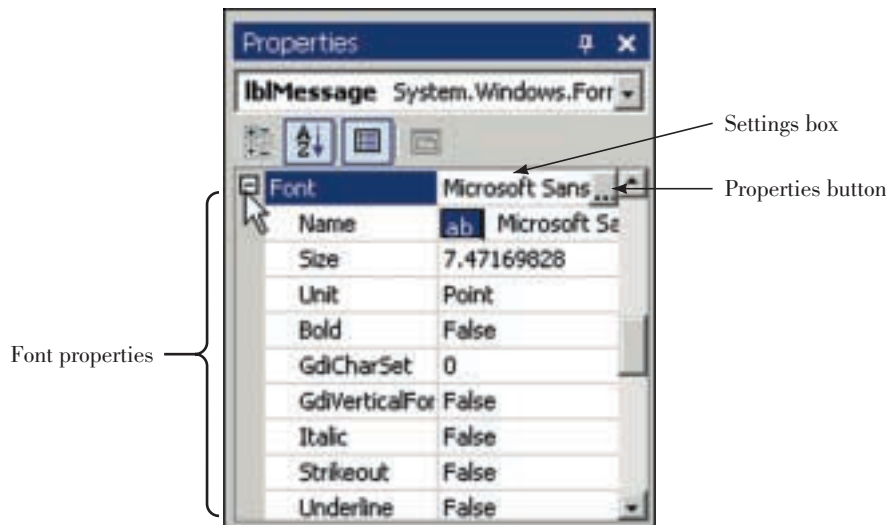 Properties
lblMessage System.Windows.Forr
A
Z
Settings box
Font Microsoft Sans ...
Properties button
Name ab Microsoft Sa
Size 7.47169828
Unit Point
Bold False
Font properties
GdiCharSet 0
GdiVerticalFor False
Italic False
Strikeout False
Underline False